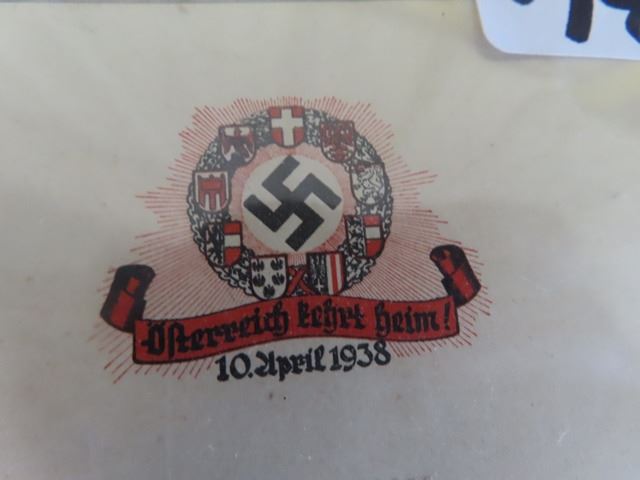 Österreich kehrt heim!
10. April 1938